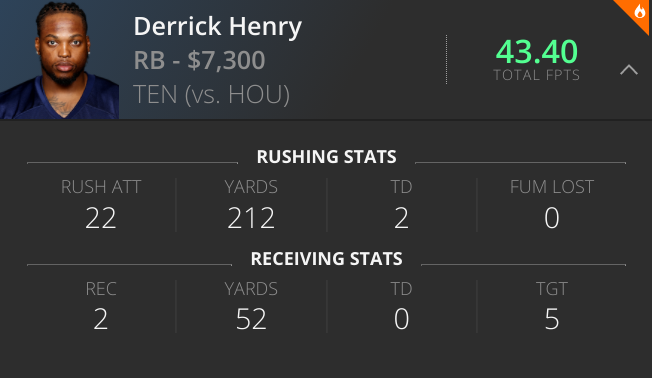 Derrick Henry
RB - $7,300
TEN (vs. HOU)
43.40
TOTAL FPTS
RUSHING STATS
RUSH ATT YARDS TD FUM LOST
22 212 2 0
RECEIVING STATS
REC YARDS TD TGT
2 52 0 5